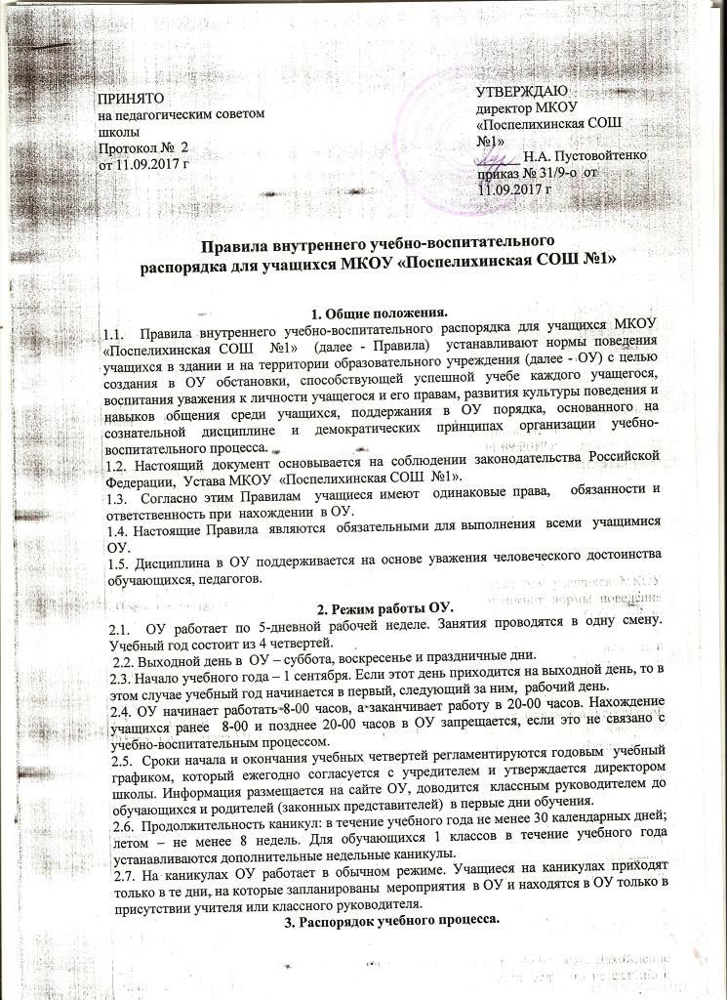 ПРИНЯТО
на педагогическим советом
школы
Протокол № 2
от 11.09.2017 г
УТВЕРЖДАЮ
директор МКОУ
«Поспелихинская СОШ
№1»
Н.А. Пустовойтенко
приказ № 31/9-о от
11.09.2017 г
Правила внутреннего учебно-воспитательного
распорядка для учащихся МКОУ «Поспелихинская СОШ №1»
1. Общие положения.
1.1. Правила внутреннего учебно-воспитательного распорядка для учащихся МКОУ
«Поспелихинская СОШ №1» (далее - Правила) устанавливают нормы поведения
учащихся в здании и на территории образовательного учреждения (далее - ОУ) с целью
создания в ОУ обстановки, способствующей успешной учебе каждого учащегося,
воспитания уважения к личности учащегося и его правам, развития культуры поведения и
навыков общения среди учащихся, поддержания в ОУ порядка, основанного на
сознательной дисциплине и демократических принципах организации учебно-
воспитательного процесса.
1.2. Настоящий документ основывается на соблюдении законодательства Российской
Федерации, Устава МКОУ «Поспелихинская СОШ №1».
1.3. Согласно этим Правилам учащиеся имеют одинаковые права, обязанности и
ответственность при нахождении в ОУ.
1.4. Настоящие Правила являются обязательными для выполнения всеми учащимися
ОУ.
1.5. Дисциплина в ОУ поддерживается на основе уважения человеческого достоинства
обучающихся, педагогов.
2. Режим работы ОУ.
2.1. ОУ работает по 5-дневной рабочей неделе. Занятия проводятся в одну смену.
Учебный год состоит из 4 четвертей.
2.2. Выходной день в ОУ – суббота, воскресенье и праздничные дни.
2.3. Начало учебного года – 1 сентября. Если этот день приходится на выходной день, то в
этом случае учебный год начинается в первый, следующий за ним, рабочий день.
2.4. ОУ начинает работать 8-00 часов, а заканчивает работу в 20-00 часов. Нахождение
учащихся ранее 8-00 и позднее 20-00 часов в ОУ запрещается, если это не связано с
учебно-воспитательным процессом.
2.5. Сроки начала и окончания учебных четвертей регламентируются годовым учебный
графиком, который ежегодно согласуется с учредителем и утверждается директором
школы. Информация размещается на сайте ОУ, доводится классным руководителем до
обучающихся и родителей (законных представителей) в первые дни обучения.
2.6. Продолжительность каникул: в течение учебного года не менее 30 календарных дней;
летом – не менее 8 недель. Для обучающихся 1 классов в течение учебного года
устанавливаются дополнительные недельные каникулы.
2.7. На каникулах ОУ работает в обычном режиме. Учащиеся на каникулах приходят
только в те дни, на которые запланированы мероприятия в ОУ и находятся в ОУ только в
присутствии учителя или классного руководителя.
3. Распорядок учебного процесса.